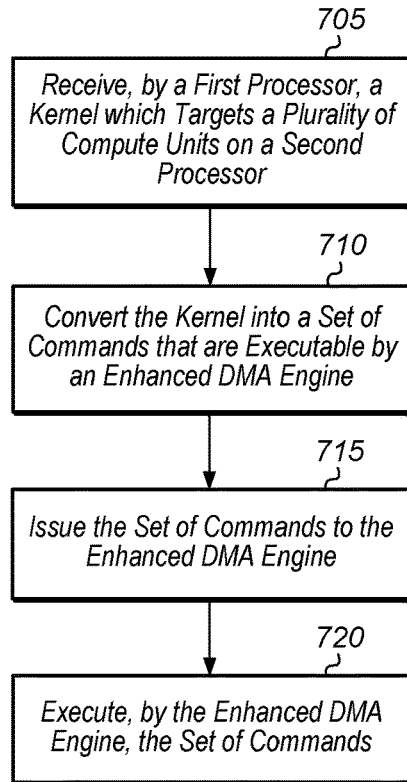 705
Receive, by a First Processor, a
Kernel which Targets a Plurality of
Compute Units on a Second
Processor
710
Convert the Kernel into a Set of
Commands that are Executable by
an Enhanced DMA Engine
715
Issue the Set of Commands to the
Enhanced DMA Engine
720
Execute, by the Enhanced DMA
Engine, the Set of Commands